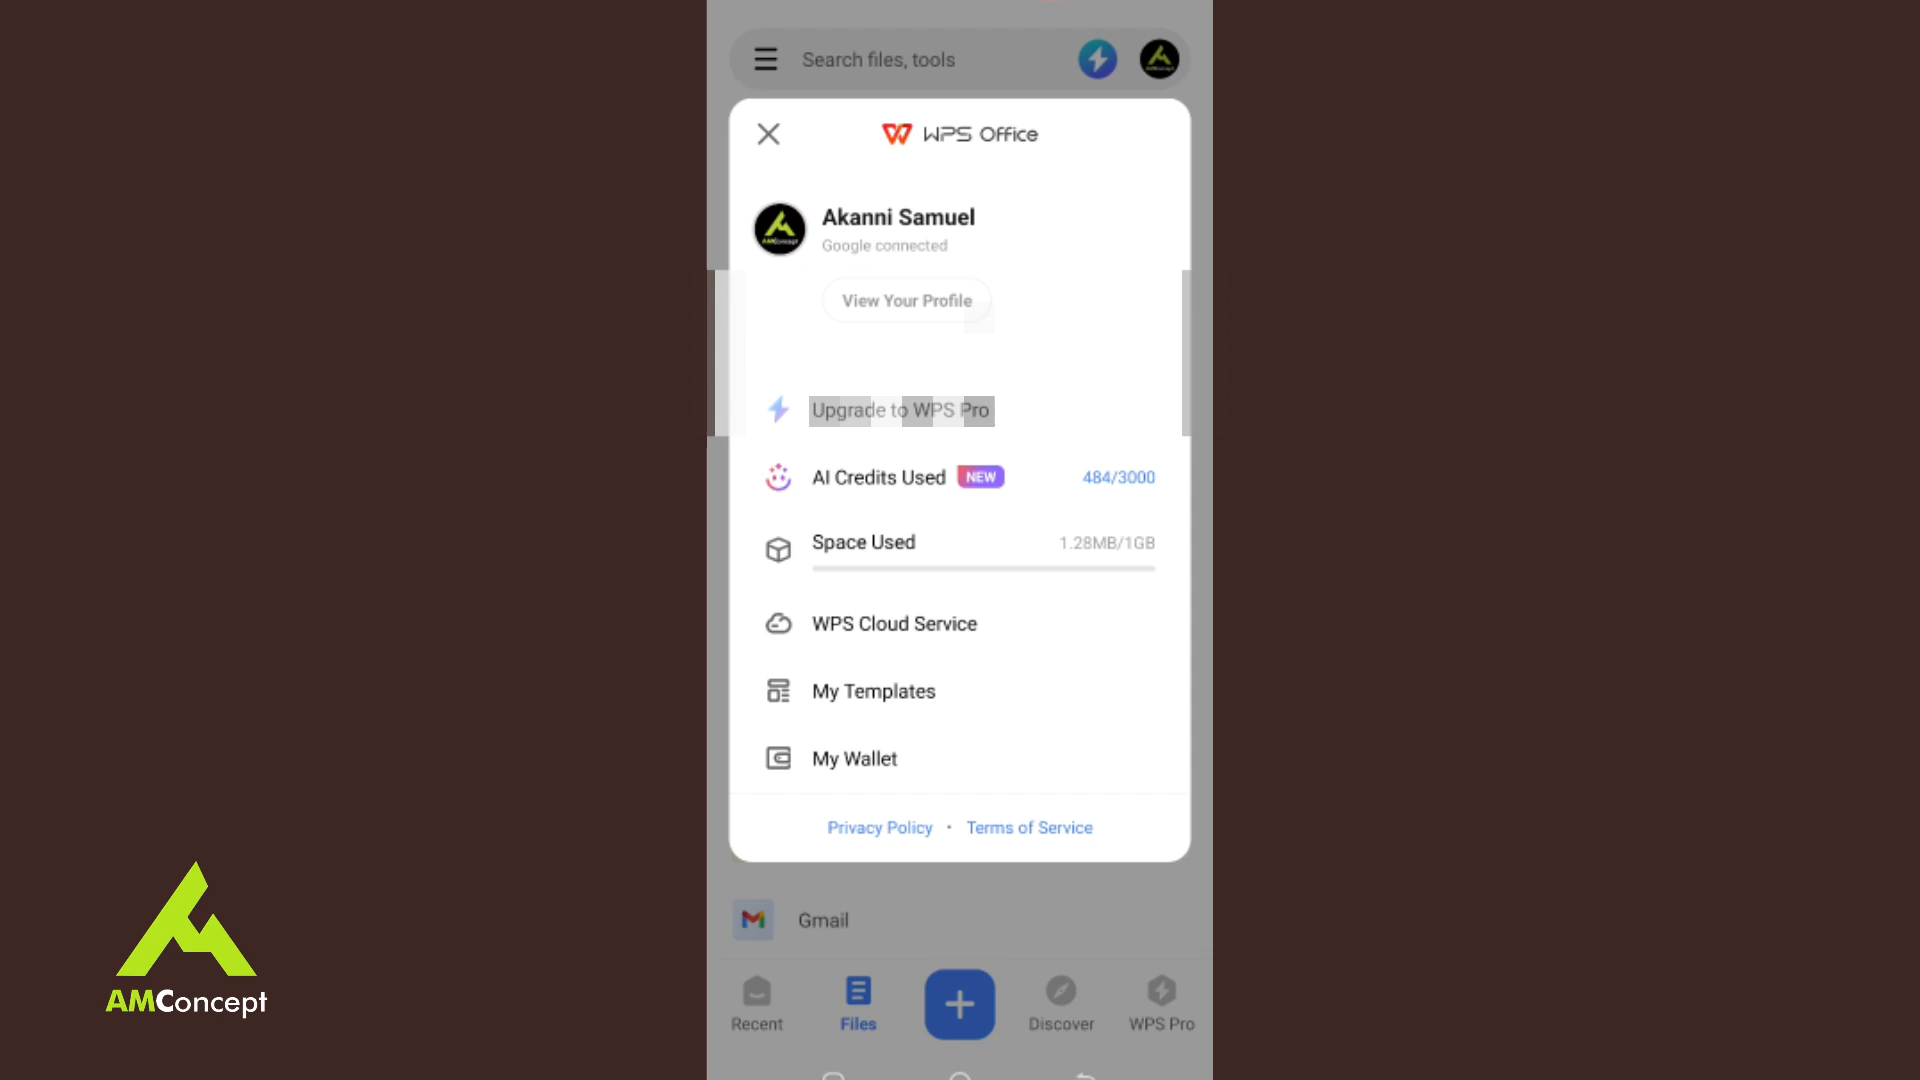 Search files, tools
WPS Office
Akanni Samuel
Google connected
View Your Profile
Upgrade to WPS Pro
AI Credits Used NEW 484/3000
Space Used 1.28MB/1GB
WPS Cloud Service
My Templates
My Wallet
Privacy Policy · Terms of Service
Gmail
Recent Files Discover WPS Pro
AMConcept